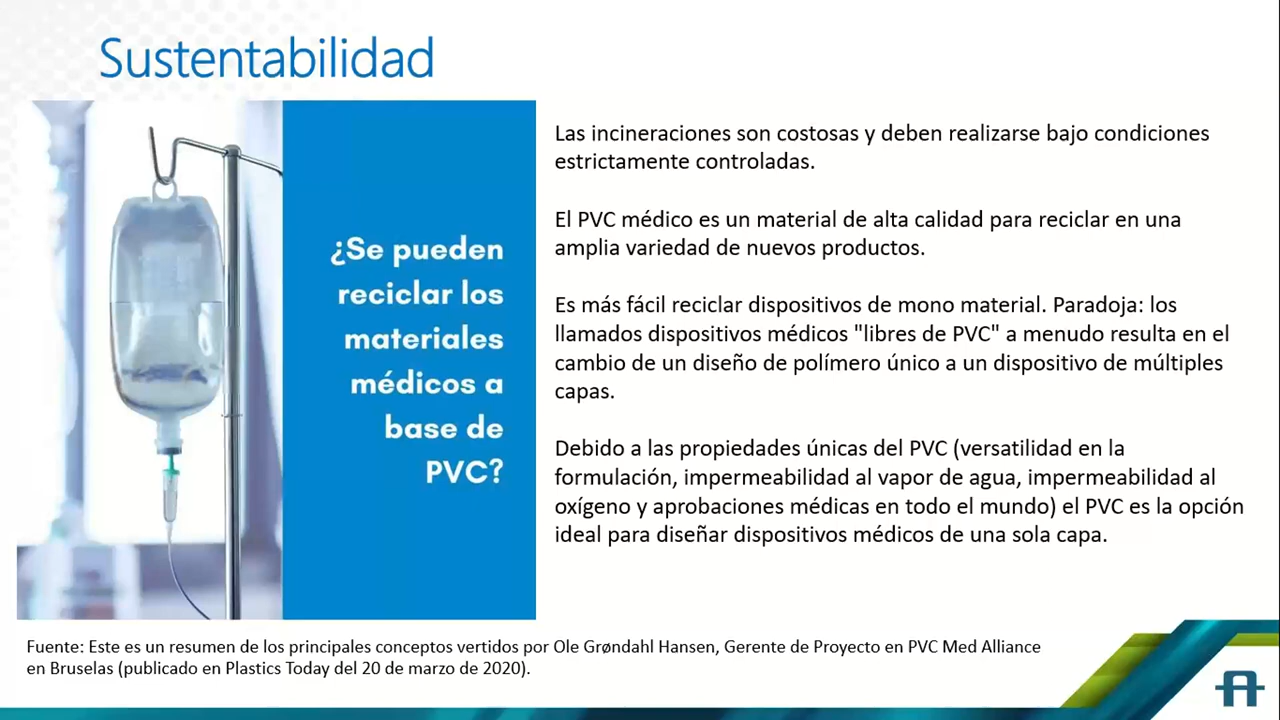 Sustentabilidad
¿Se pueden
reciclar los
materiales
médicos a
base de
PVC?
Las incineraciones son costosas y deben realizarse bajo condiciones
estrictamente controladas.
El PVC médico es un material de alta calidad para reciclar en una
amplia variedad de nuevos productos.
Es más fácil reciclar dispositivos de mono material. Paradoja: los
llamados dispositivos médicos "libres de PVC" a menudo resulta en el
cambio de un diseño de polímero único a un dispositivo de múltiples
capas.
Debido a las propiedades únicas del PVC (versatilidad en la
formulación, impermeabilidad al vapor de agua, impermeabilidad al
oxígeno y aprobaciones médicas en todo el mundo) el PVC es la opción
ideal para diseñar dispositivos médicos de una sola capa.
Fuente: Este es un resumen de los principales conceptos vertidos por Ole Grøndahl Hansen, Gerente de Proyecto en PVC Med Alliance
en Bruselas (publicado en Plastics Today del 20 de marzo de 2020).